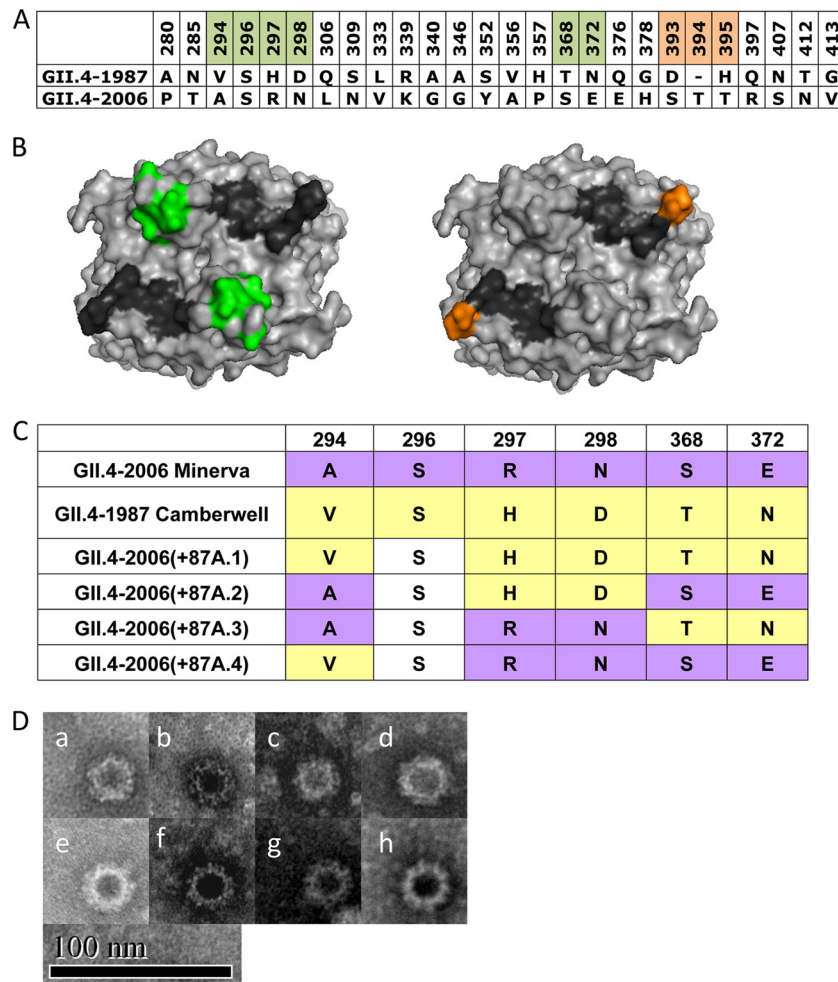 A
280 285 294 296 297 298 306 309 333 339 340 346 352 355 357 368 372 376 378 393 394 395 397 407 412 413
GII.4-1987 A N V S H D Q S L R A A S V H T N Q G D - H Q N T G
GII.4-2006 P T A S R N L N V K G G Y A P S E E H S T T R S N V
B
C
294 296 297 298 368 372
GII.4-2006 Minerva A S R N S E
GII.4-1987 Camberwell V S H D T N
GII.4-2006(+87A.1) V S H D T N
GII.4-2006(+87A.2) A S H D S E
GII.4-2006(+87A.3) A S R N T N
GII.4-2006(+87A.4) V S R N S E
D
a b c d
e f g h
100 nm